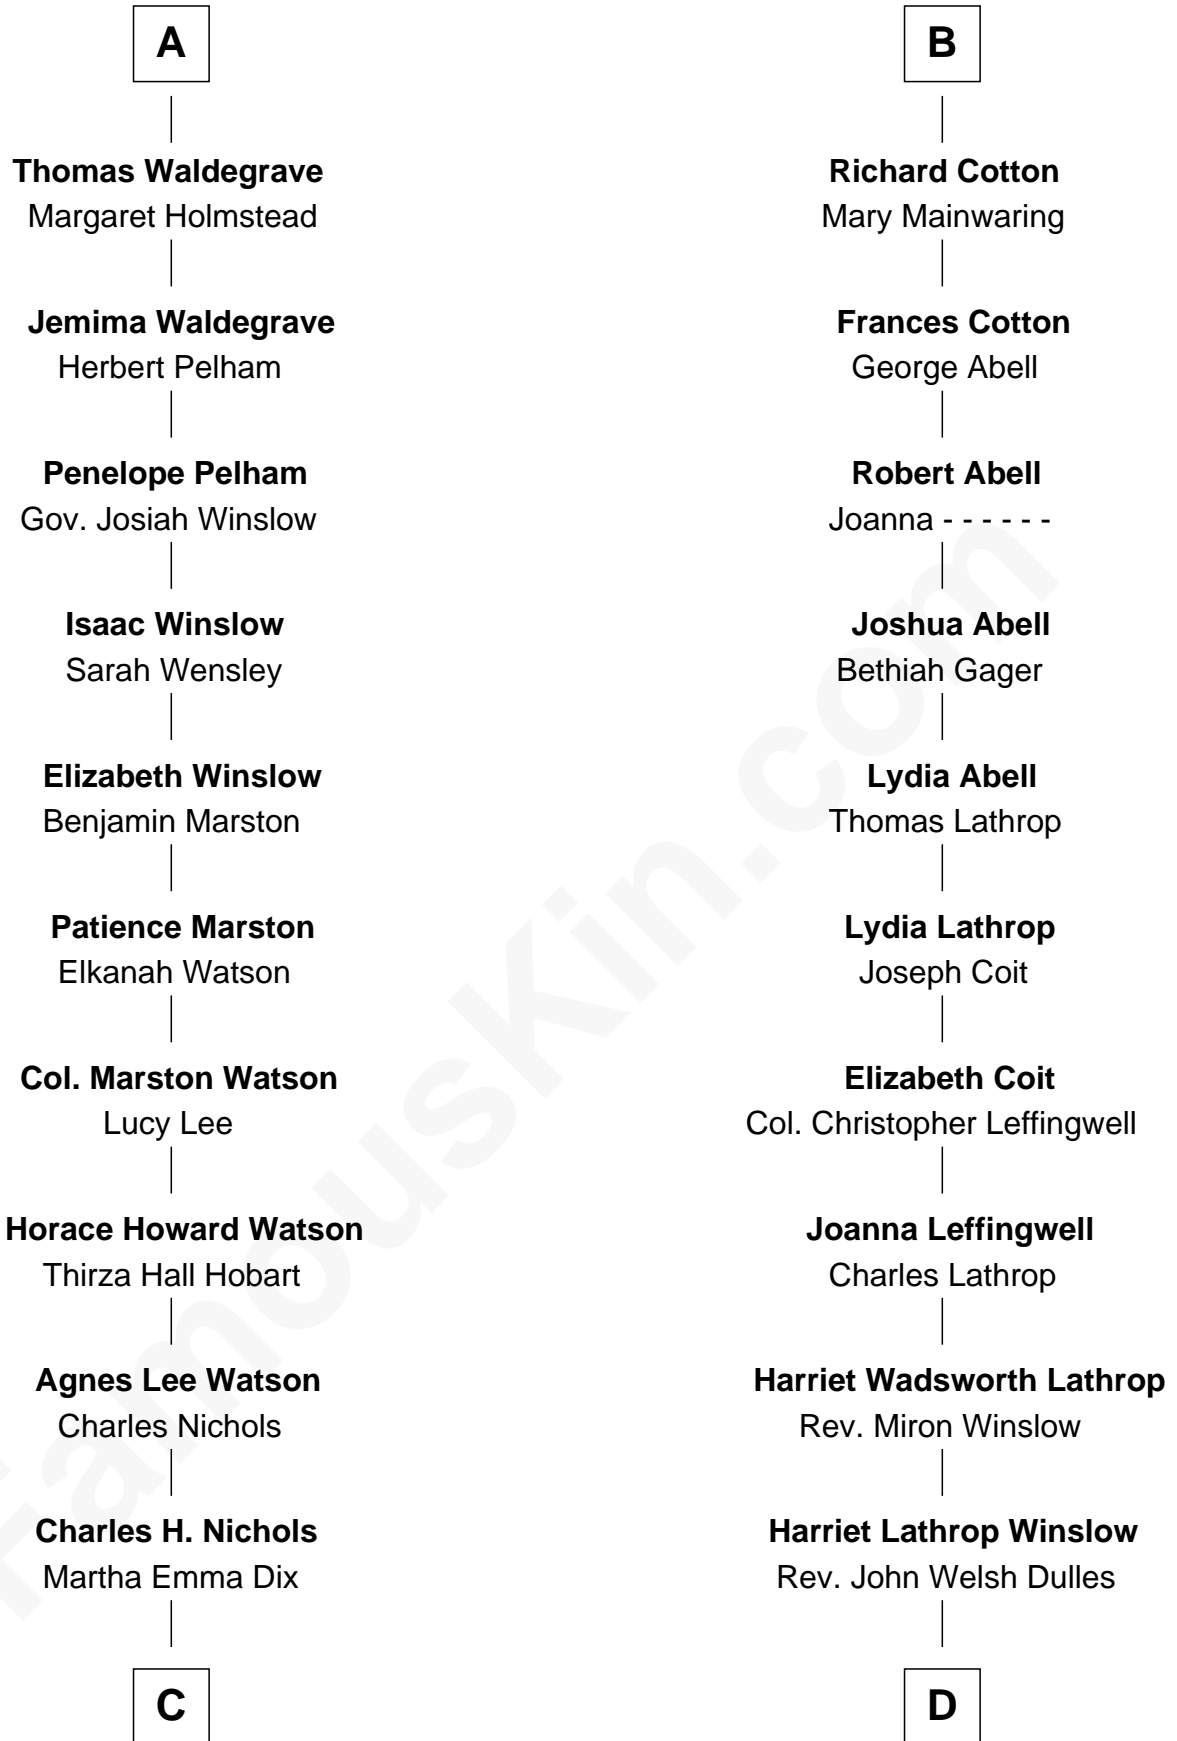 A
Thomas Waldegrave
Margaret Holmstead
Jemima Waldegrave
Herbert Pelham
Penelope Pelham
Gov. Josiah Winslow
Isaac Winslow
Sarah Wensley
Elizabeth Winslow
Benjamin Marston
Patience Marston
Elkanah Watson
Col. Marston Watson
Lucy Lee
Horace Howard Watson
Thirza Hall Hobart
Agnes Lee Watson
Charles Nichols
Charles H. Nichols
Martha Emma Dix
C
B
Richard Cotton
Mary Mainwaring
Frances Cotton
George Abell
Robert Abell
Joanna - - - - - -
Joshua Abell
Bethiah Gager
Lydia Abell
Thomas Lathrop
Lydia Lathrop
Joseph Coit
Elizabeth Coit
Col. Christopher Leffingwell
Joanna Leffingwell
Charles Lathrop
Harriet Wadsworth Lathrop
Rev. Miron Winslow
Harriet Lathrop Winslow
Rev. John Welsh Dulles
D
FamousKin.com